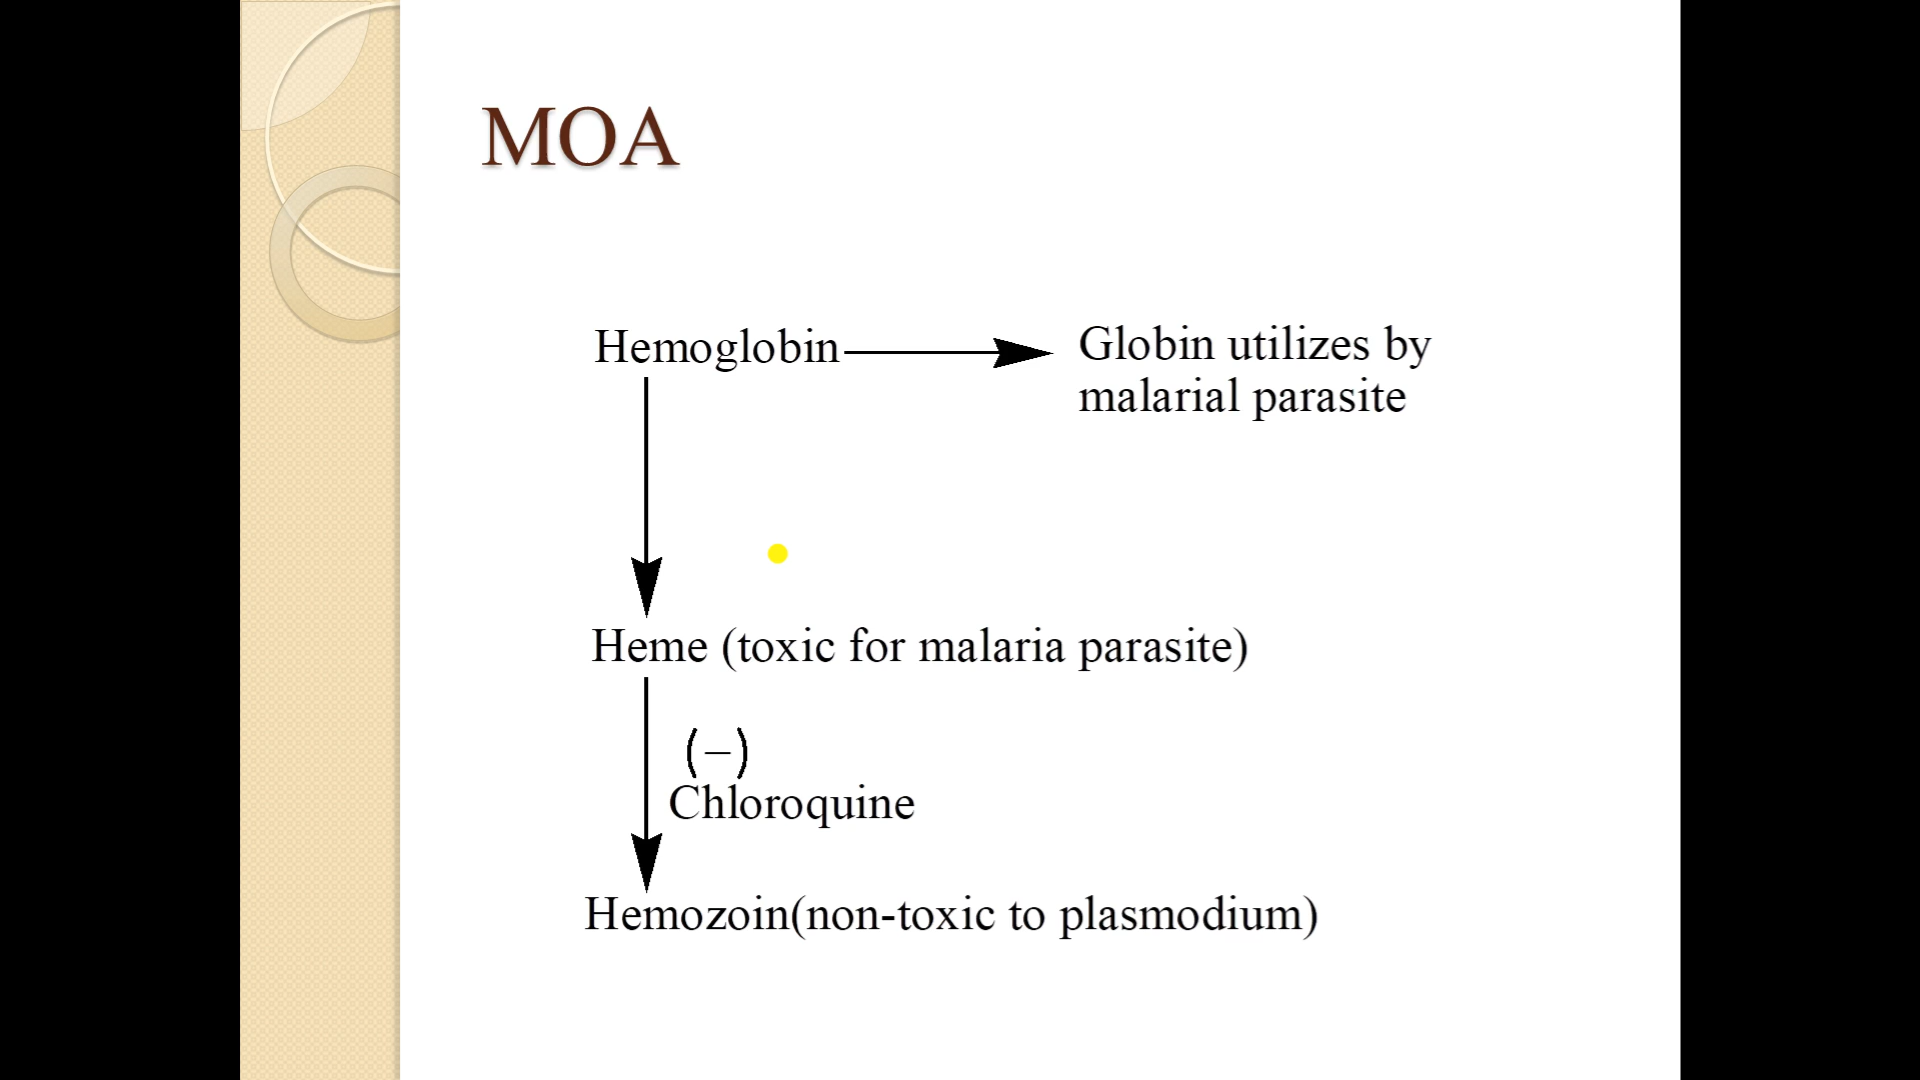 MOA
Hemoglobin
Globin utilizes by
malarial parasite
Heme (toxic for malaria parasite)
(–)
Chloroquine
Hemozoin(non-toxic to plasmodium)